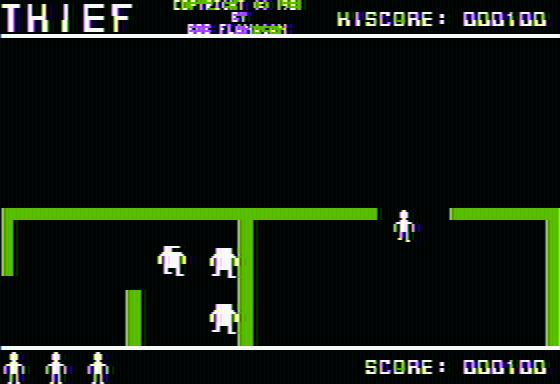 THIEF
COPYRIGHT (C) 1981
BY
BOB FLANAGAN
HISCORE: 000100
SCORE: 000100